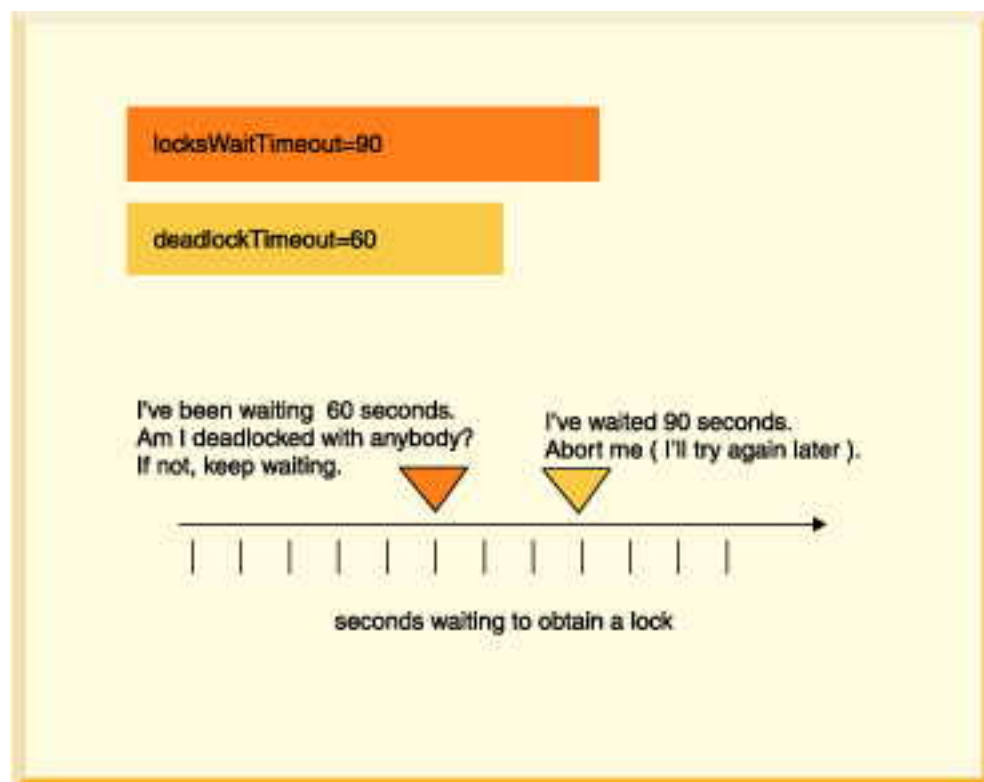 locksWaitTimeout=90
deadlockTimeout=60
I've been waiting 60 seconds.
Am I deadlocked with anybody?
If not, keep waiting.
I've waited 90 seconds.
Abort me ( I'll try again later ).
seconds waiting to obtain a lock